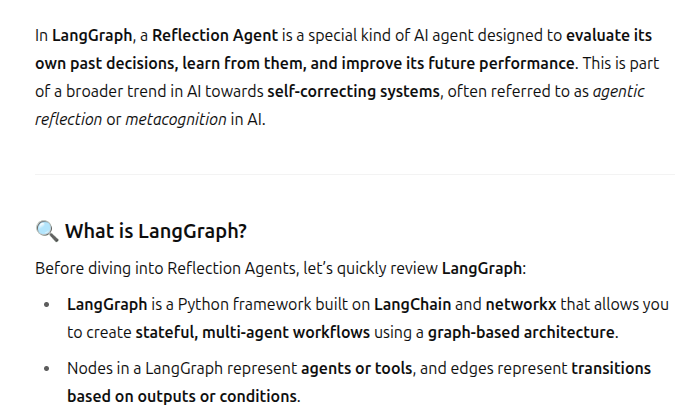 In LangGraph, a Reflection Agent is a special kind of AI agent designed to evaluate its
own past decisions, learn from them, and improve its future performance. This is part
of a broader trend in AI towards self-correcting systems, often referred to as agentic
reflection or metacognition in AI.
🔍 What is LangGraph?
Before diving into Reflection Agents, let’s quickly review LangGraph:
• LangGraph is a Python framework built on LangChain and networkx that allows you
to create stateful, multi-agent workflows using a graph-based architecture.
• Nodes in a LangGraph represent agents or tools, and edges represent transitions
based on outputs or conditions.